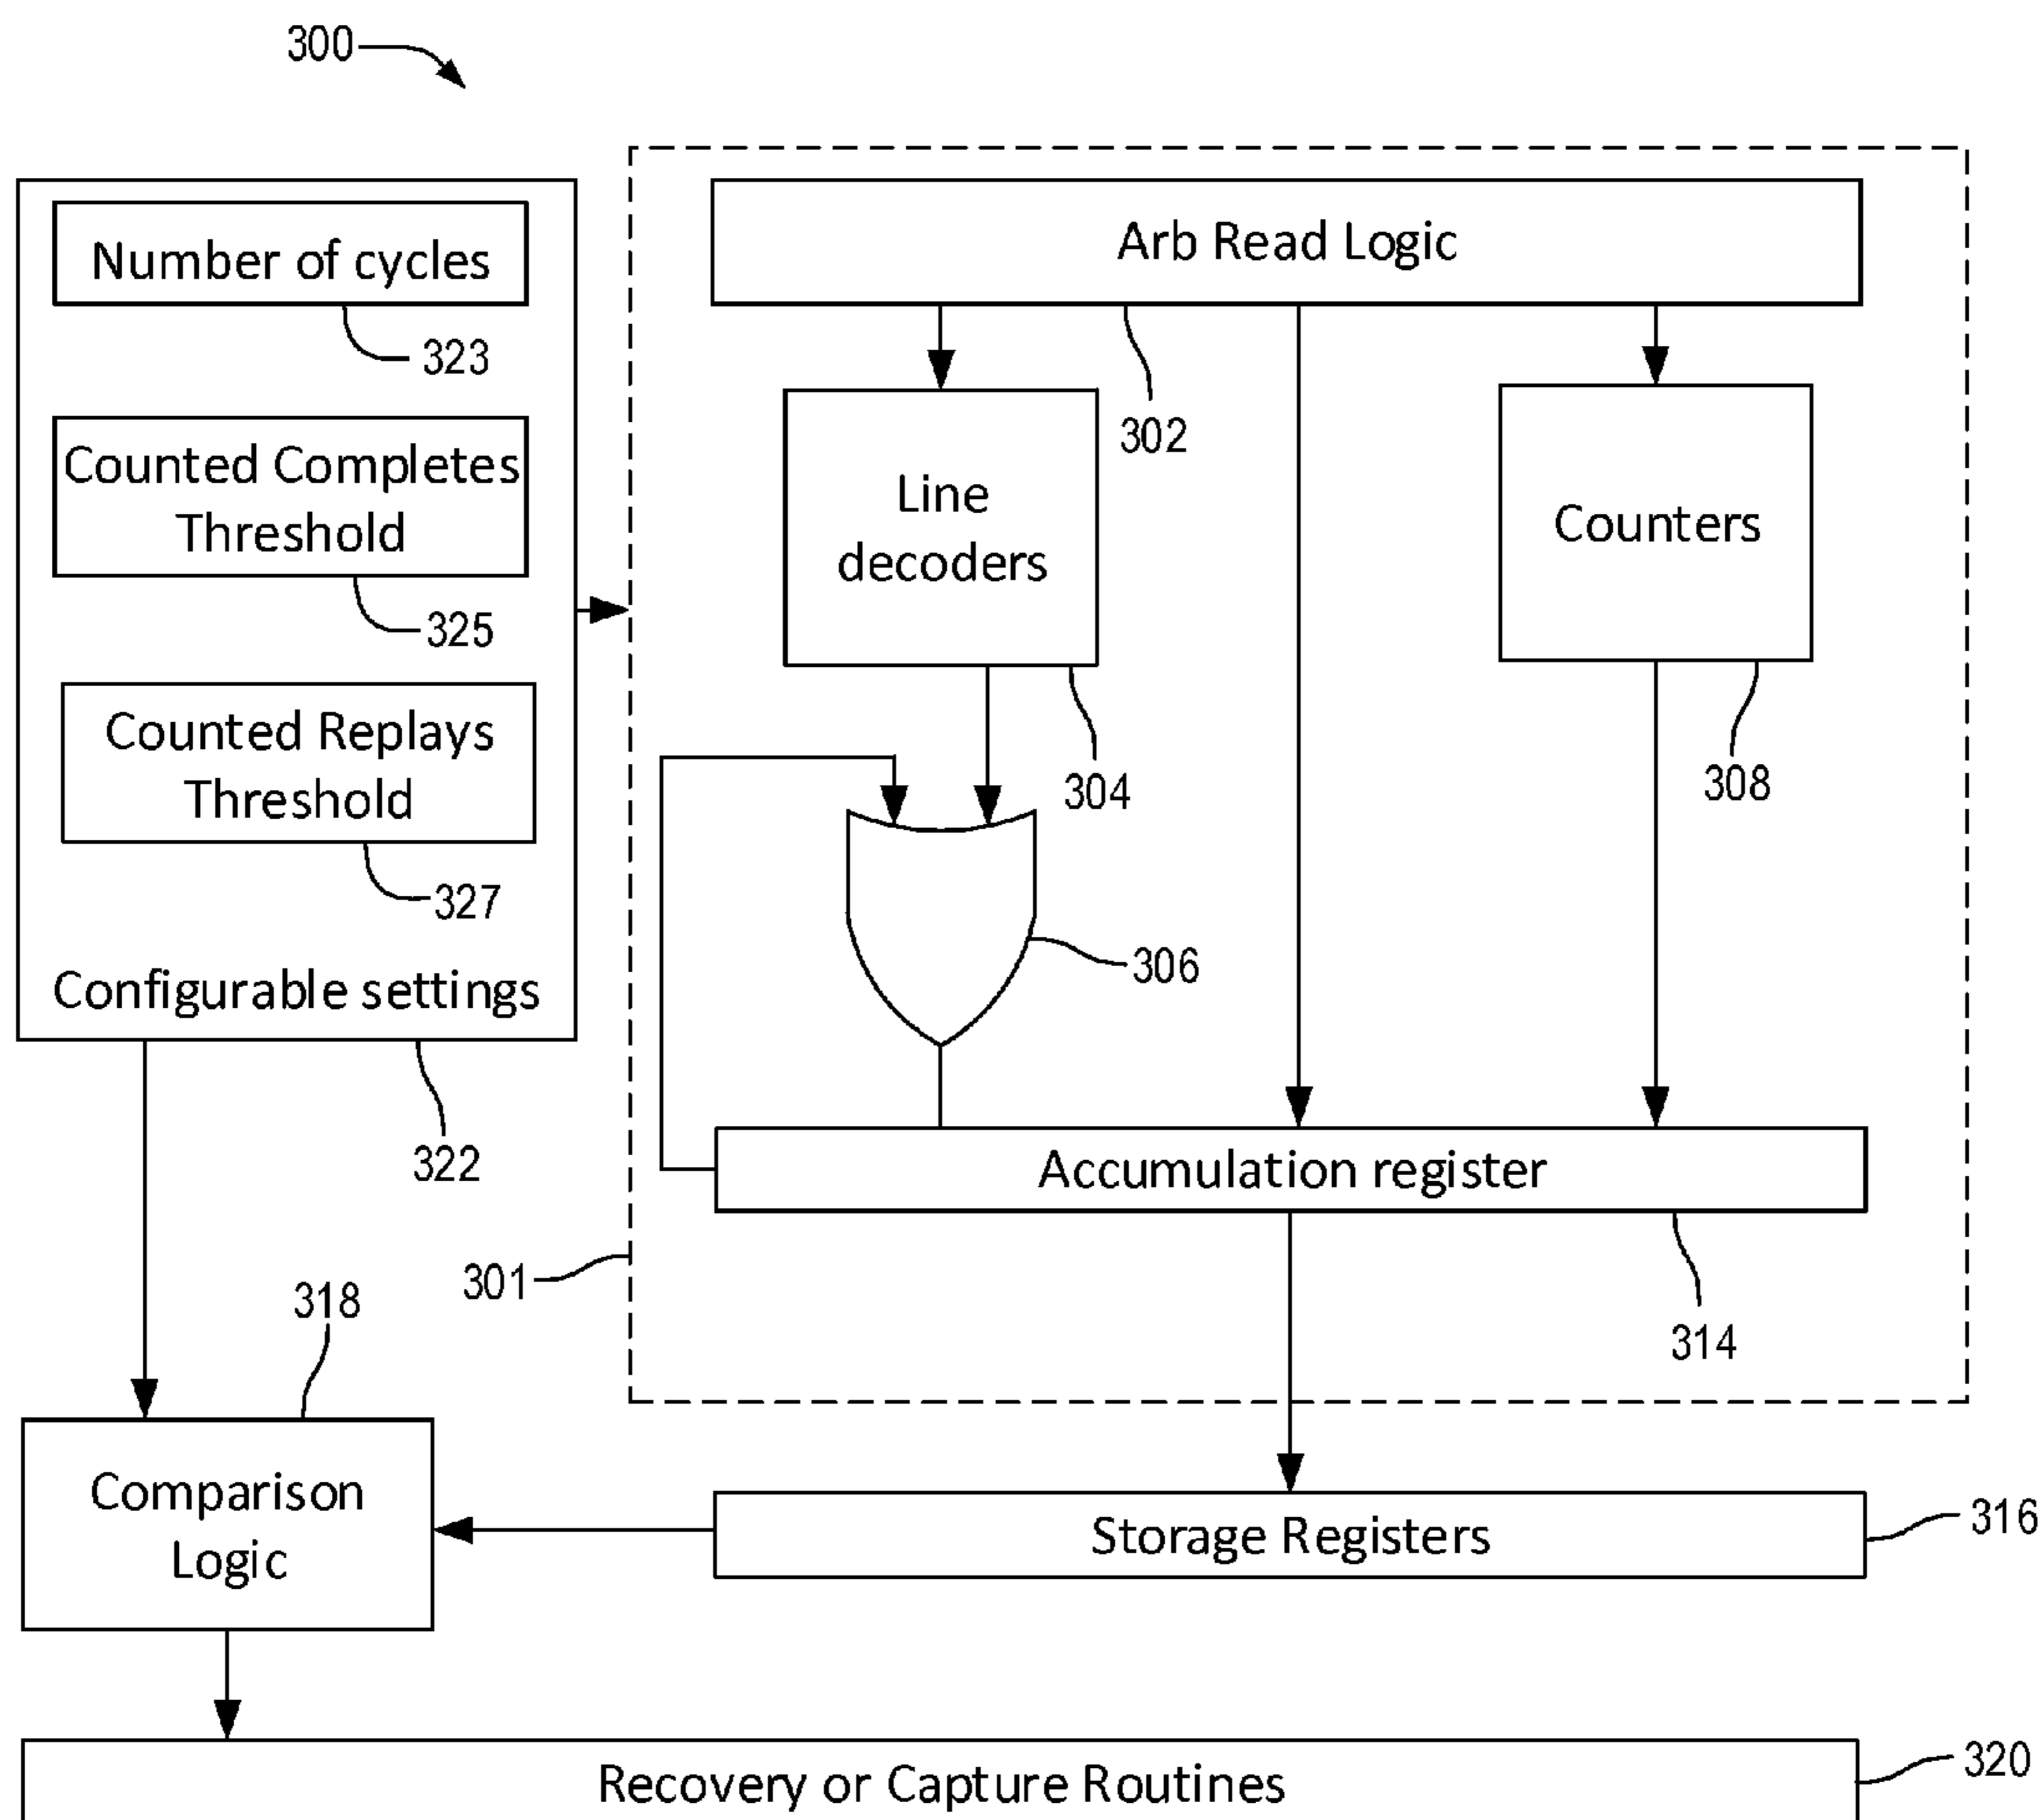 300
Number of cycles
323
Counted Completes
Threshold
325
Counted Replays
Threshold
327
Configurable settings
322
Arb Read Logic
302
Line
decoders
304
Counters
308
306
Accumulation register
314
301
318
Comparison
Logic
Storage Registers
316
Recovery or Capture Routines
320